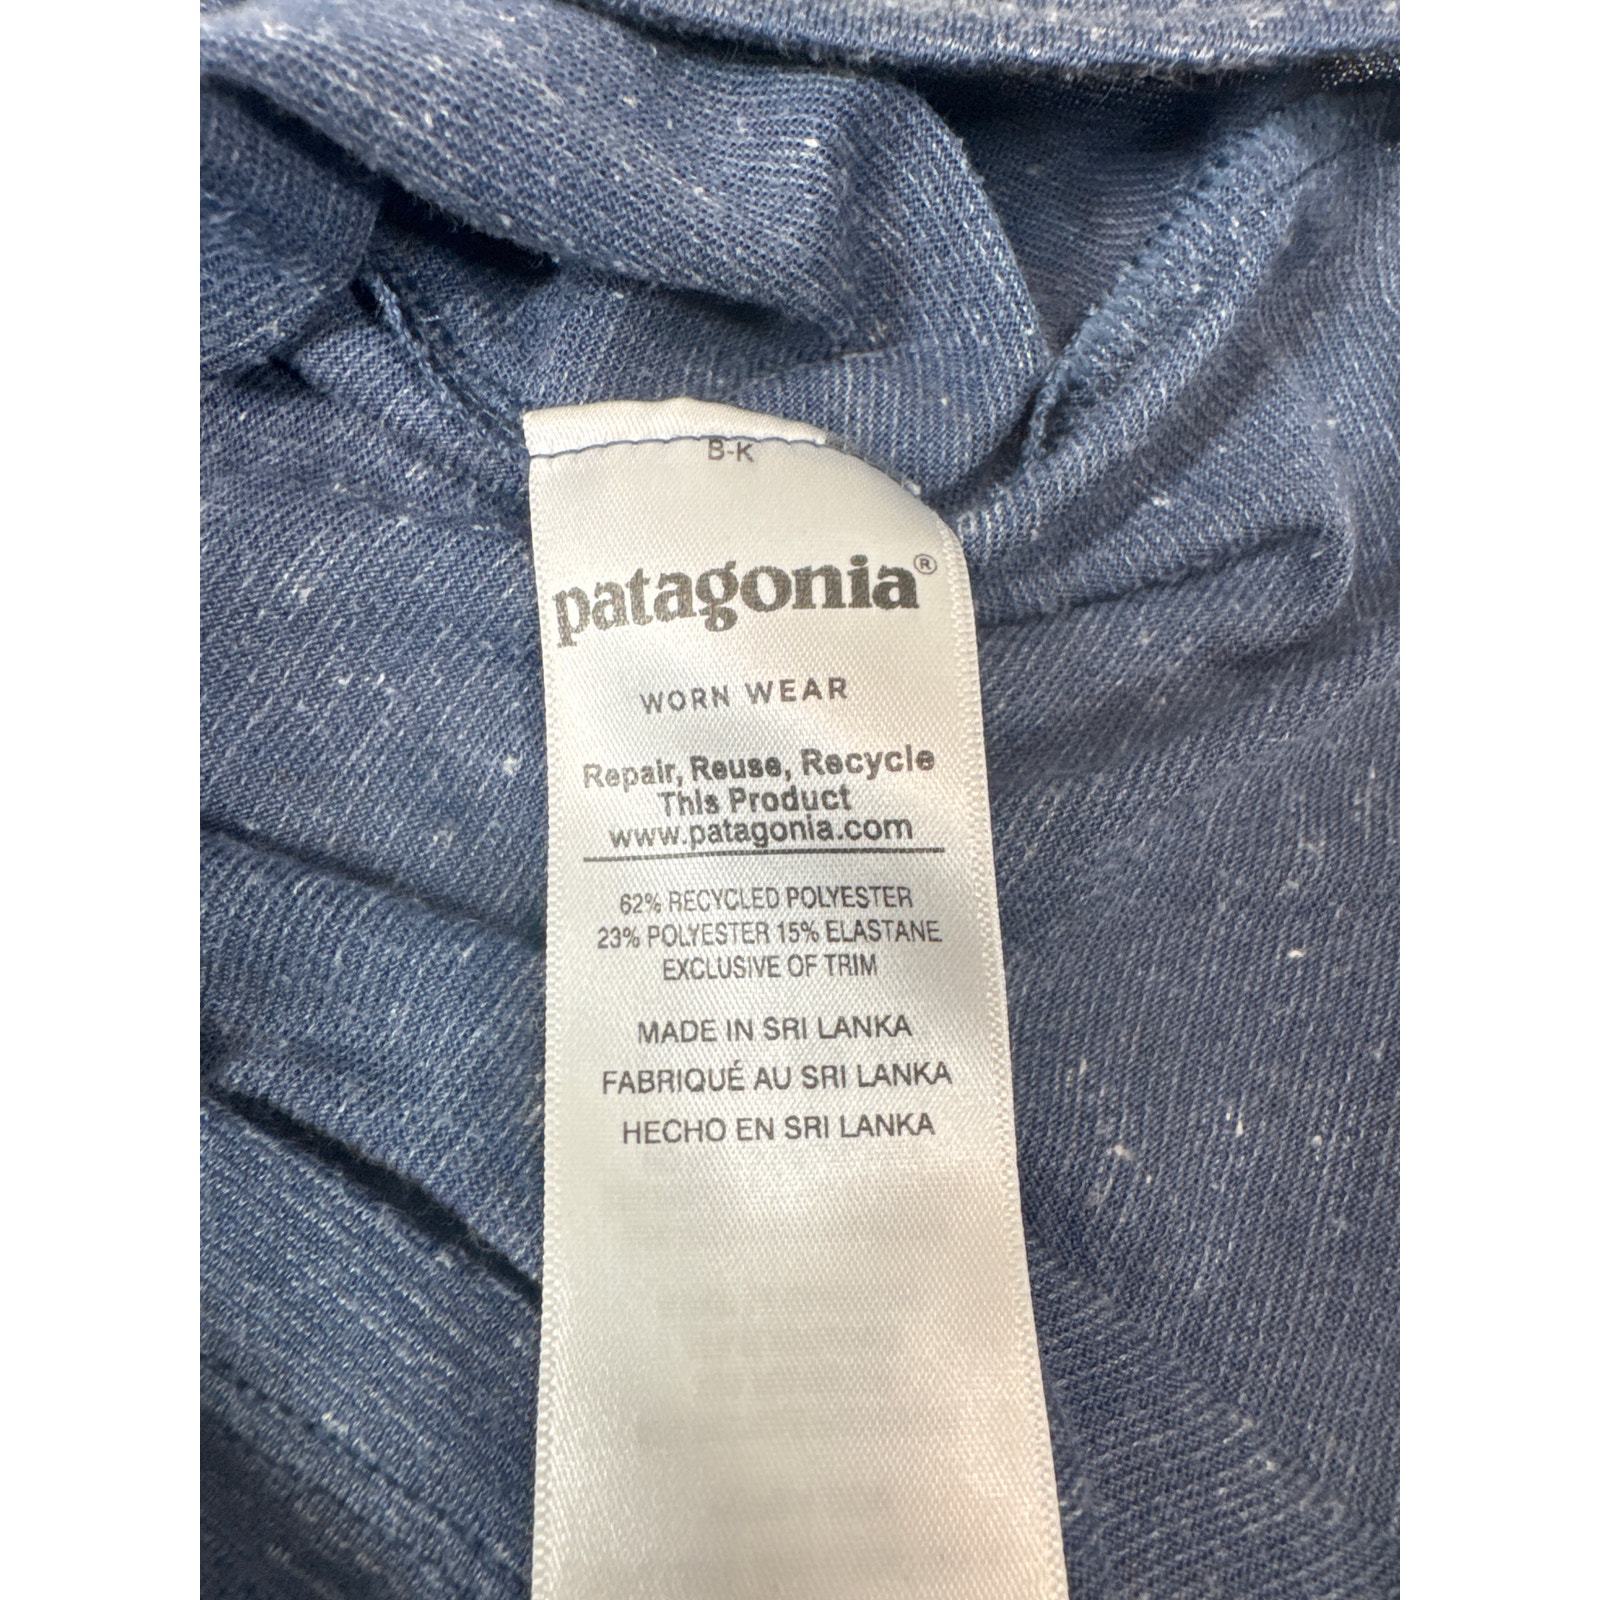 B-K
patagonia®
WORN WEAR
Repair, Reuse, Recycle
This Product
www.patagonia.com
62% RECYCLED POLYESTER
23% POLYESTER 15% ELASTANE
EXCLUSIVE OF TRIM
MADE IN SRI LANKA
FABRIQUÉ AU SRI LANKA
HECHO EN SRI LANKA